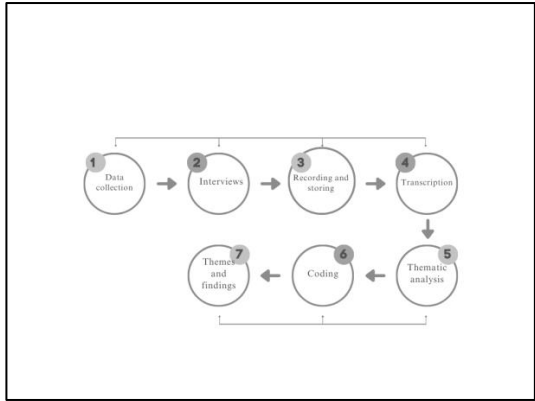 1
Data
collection
2
Interviews
3
Recording and
storing
4
Transcription
5
Thematic
analysis
6
Coding
7
Themes
and
findings